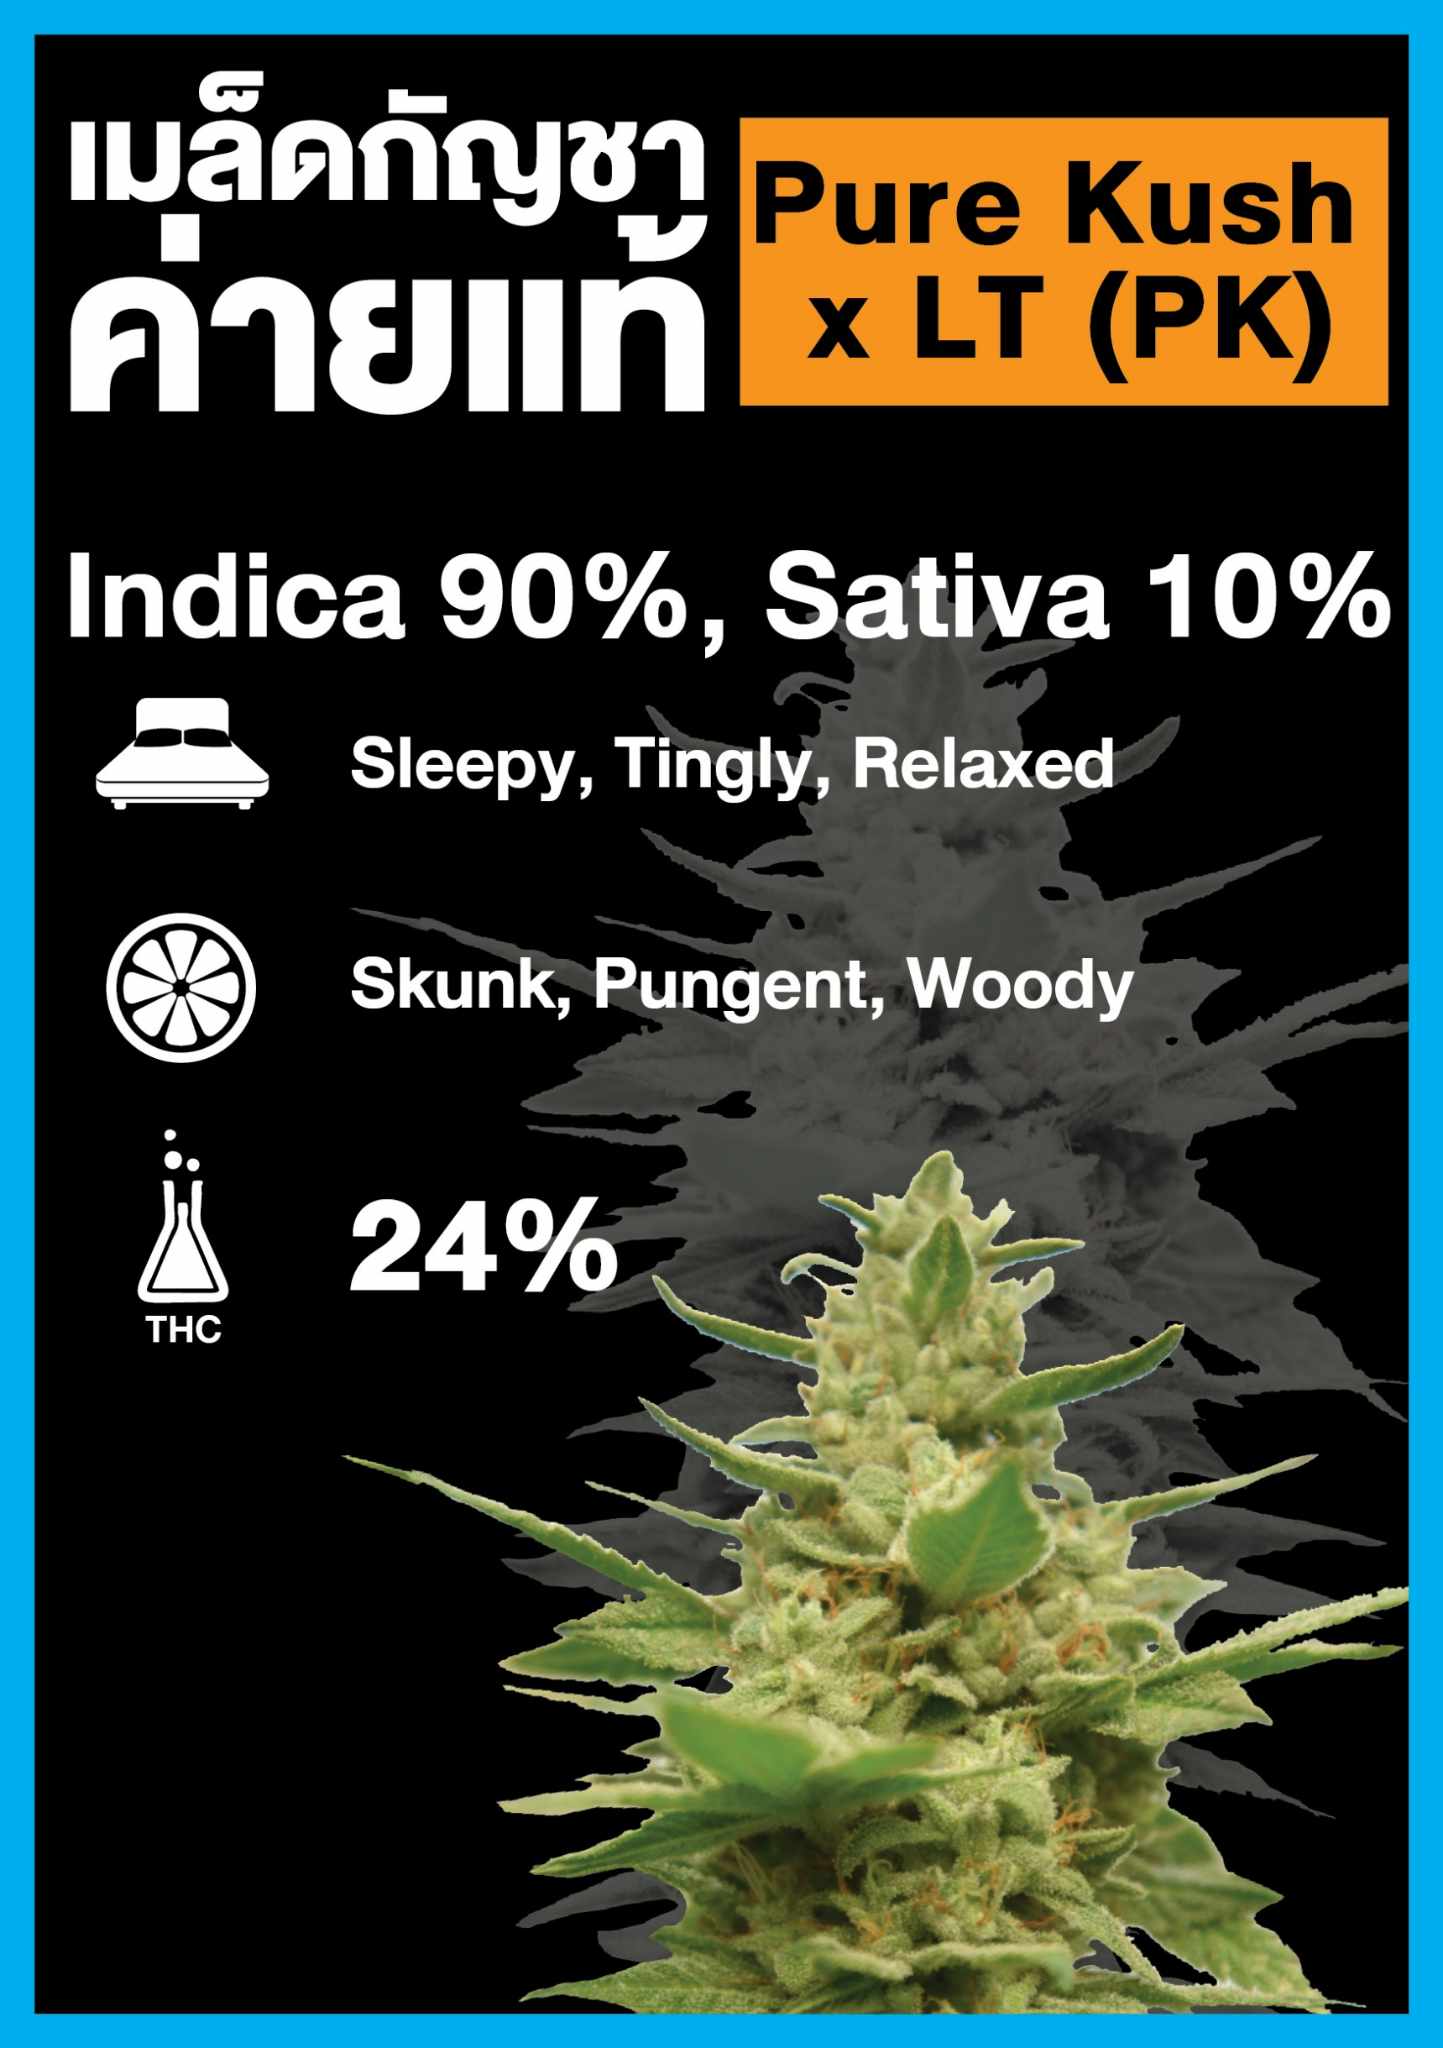 เมล็ดกัญชา
ค่ายแท้
Pure Kush
x LT (PK)
Indica 90%, Sativa 10%
Sleepy, Tingly, Relaxed
Skunk, Pungent, Woody
24%
THC